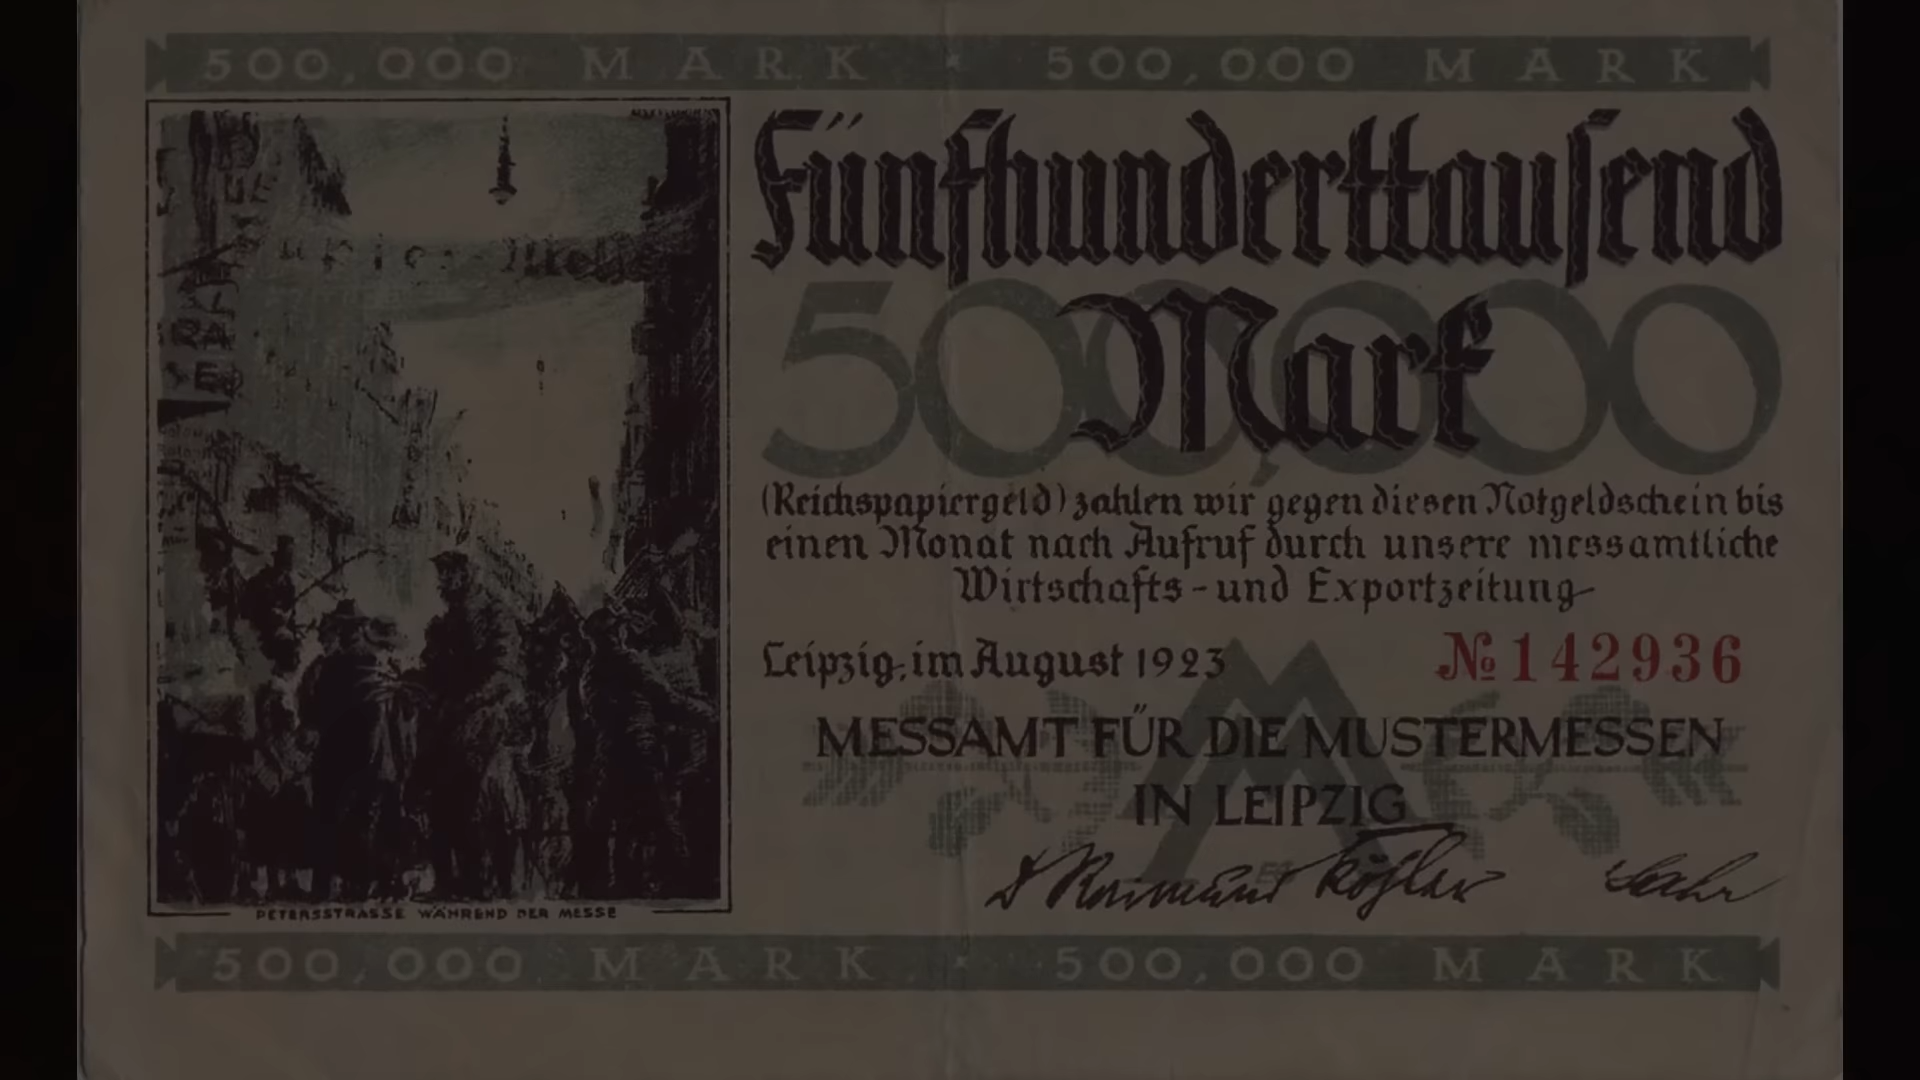 500,000 MARK · 500,000 MARK
Fünfhunderttausend
500,000
Mark
(Reichspapiergeld) zahlen wir gegen diesen Notgeldschein bis
einen Monat nach Aufruf durch unsere messamtliche
Wirtschafts-und Exportzeitung
Leipzig, im August 1923
№ 142936
MESSAMT FÜR DIE MUSTERMESSEN
IN LEIPZIG
PETERSSTRASSE WÄHREND DER MESSE
500,000 MARK · 500,000 MARK